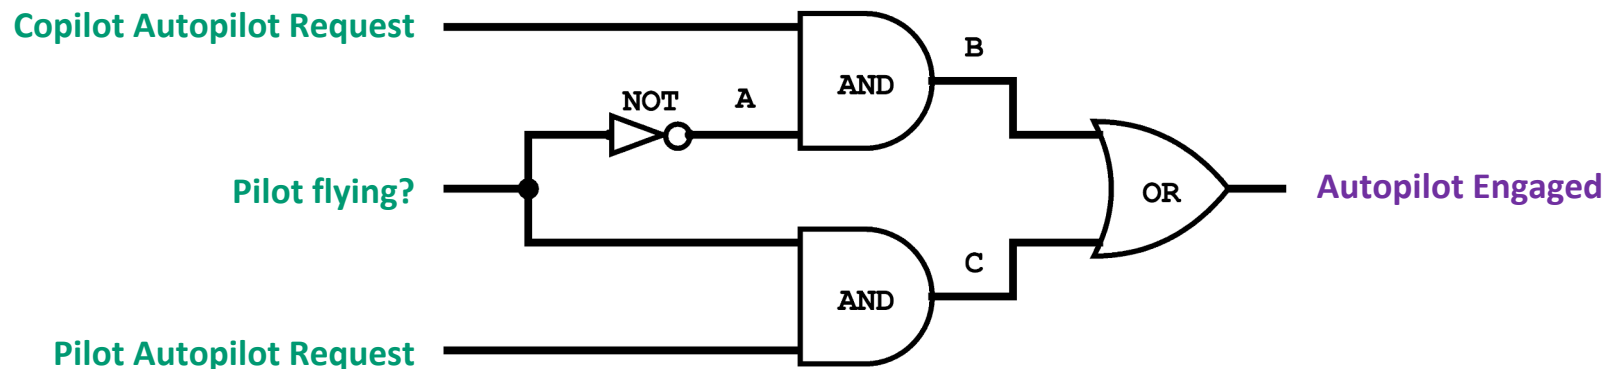 Copilot Autopilot Request
AND
B
NOT
A
Pilot flying?
OR
Autopilot Engaged
AND
C
Pilot Autopilot Request